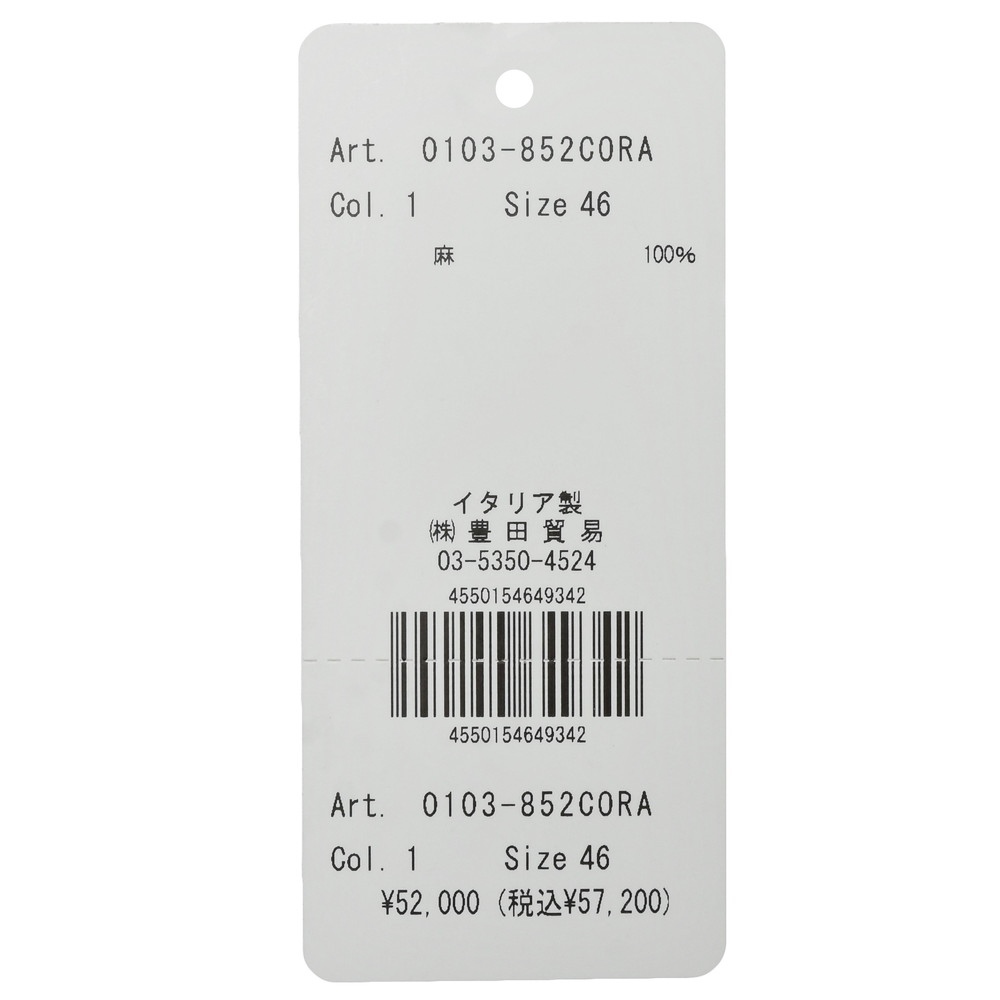 Art. 0103-852CORA
Col. 1 Size 46
麻 100%
イタリア製
㈱豊田貿易
03-5350-4524
4550154649342
4550154649342
Art. 0103-852CORA
Col. 1 Size 46
¥52,000 (税込¥57,200)